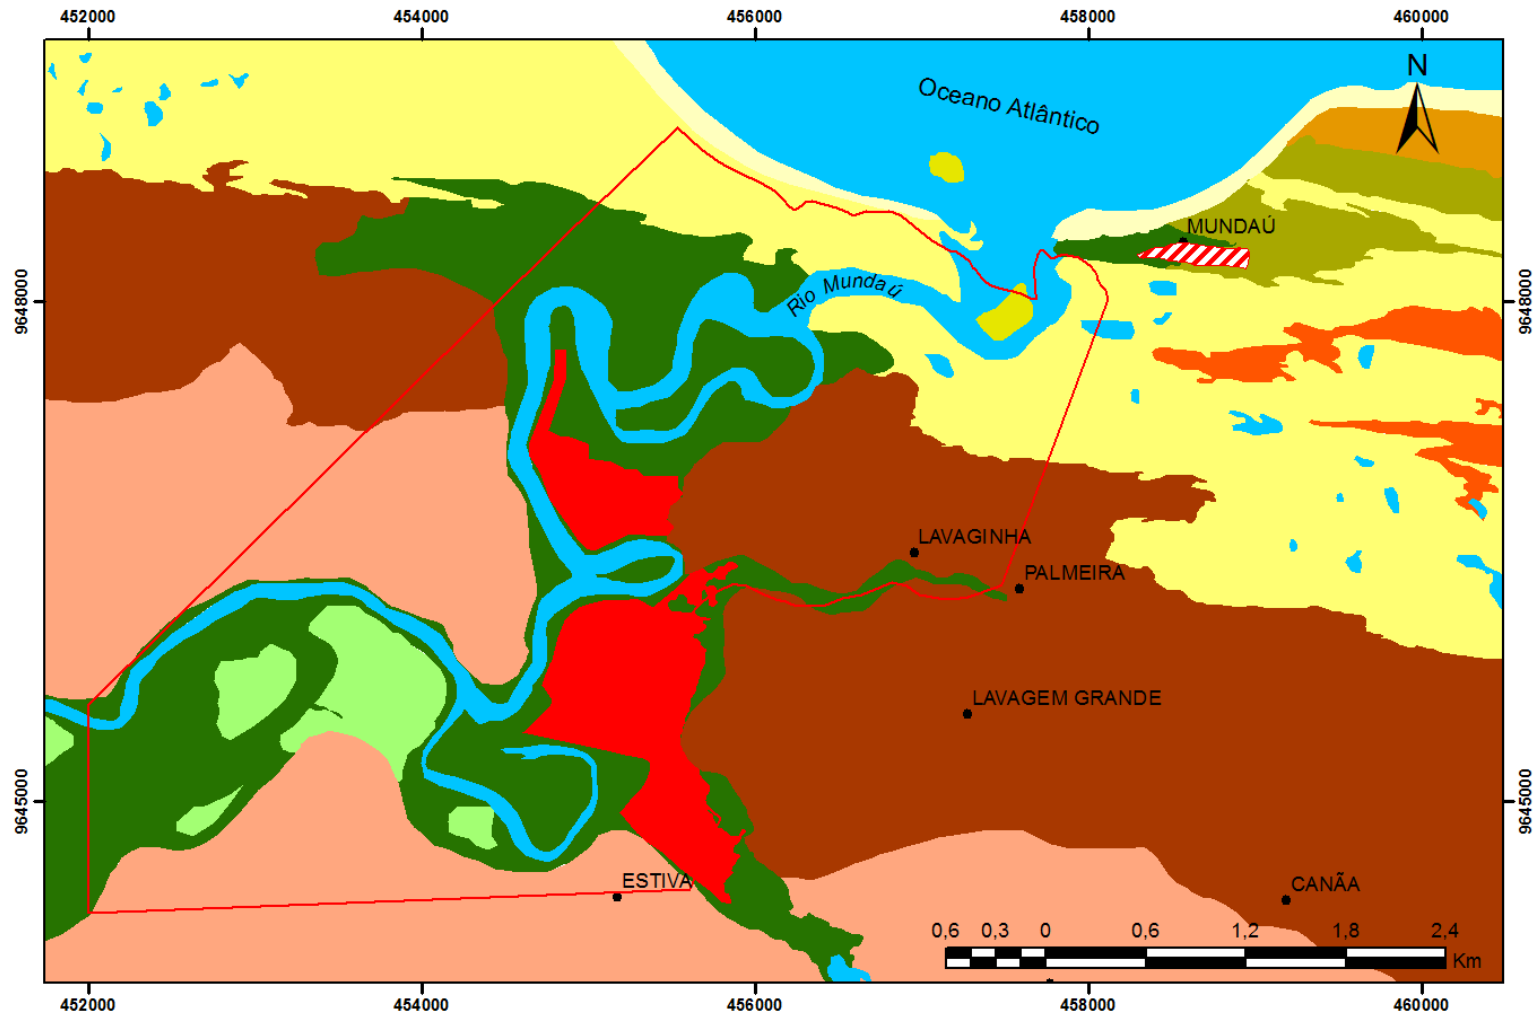 452000 454000 456000 458000 460000
N
Oceano Atlântico
MUNDAÚ
Rio Mundaú
9648000 9648000
LAVAGINHA
PALMEIRA
LAVAGEM GRANDE
9645000 9645000
ESTIVA
CANÃA
0,6 0,3 0 0,6 1,2 1,8 2,4
Km
452000 454000 456000 458000 460000